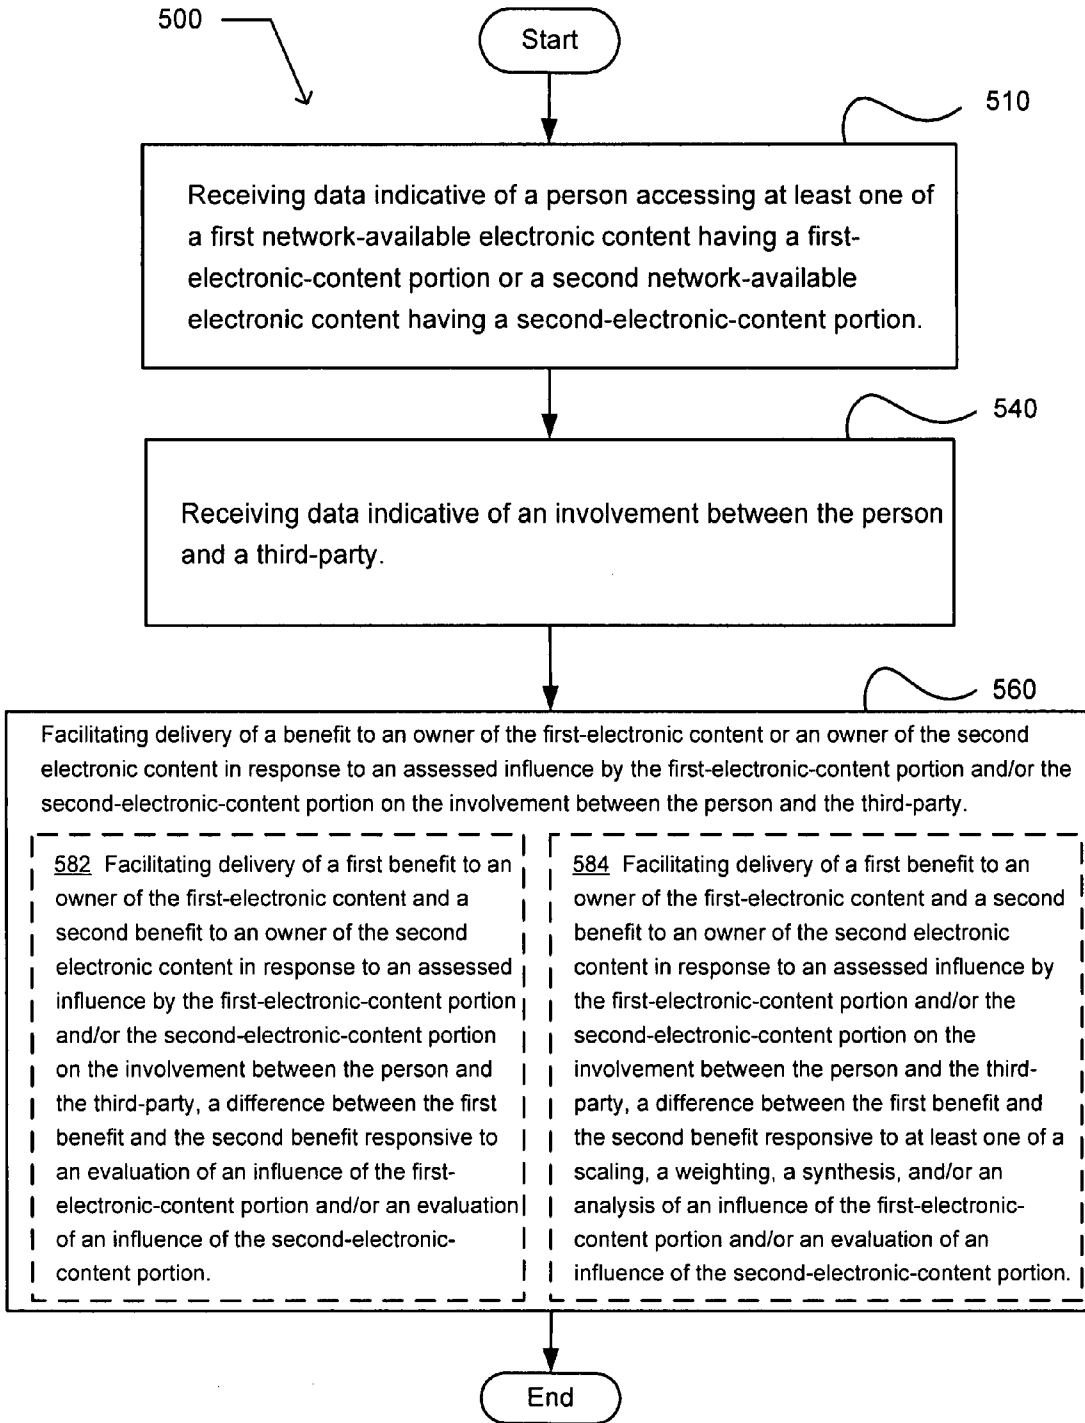 500
Start
510
Receiving data indicative of a person accessing at least one of
a first network-available electronic content having a first-
electronic-content portion or a second network-available
electronic content having a second-electronic-content portion.
540
Receiving data indicative of an involvement between the person
and a third-party.
560
Facilitating delivery of a benefit to an owner of the first-electronic content or an owner of the second
electronic content in response to an assessed influence by the first-electronic-content portion and/or the
second-electronic-content portion on the involvement between the person and the third-party.
582 Facilitating delivery of a first benefit to an
owner of the first-electronic content and a
second benefit to an owner of the second
electronic content in response to an assessed
influence by the first-electronic-content portion
and/or the second-electronic-content portion
on the involvement between the person and
the third-party, a difference between the first
benefit and the second benefit responsive to
an evaluation of an influence of the first-
electronic-content portion and/or an evaluation
of an influence of the second-electronic-
content portion.
584 Facilitating delivery of a first benefit to an
owner of the first-electronic content and a second
benefit to an owner of the second electronic
content in response to an assessed influence by
the first-electronic-content portion and/or the
second-electronic-content portion on the
involvement between the person and the third-
party, a difference between the first benefit and
the second benefit responsive to at least one of a
scaling, a weighting, a synthesis, and/or an
analysis of an influence of the first-electronic-
content portion and/or an evaluation of an
influence of the second-electronic-content portion.
End